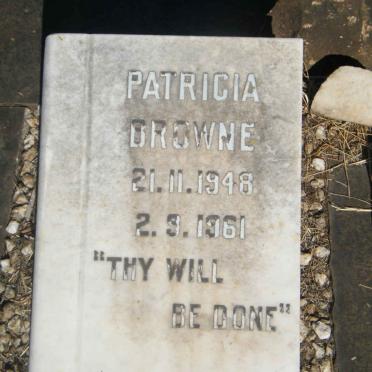 PATRICIA
BROWNE
21.11.1948
2.9.1961
"THY WILL
BE DONE"